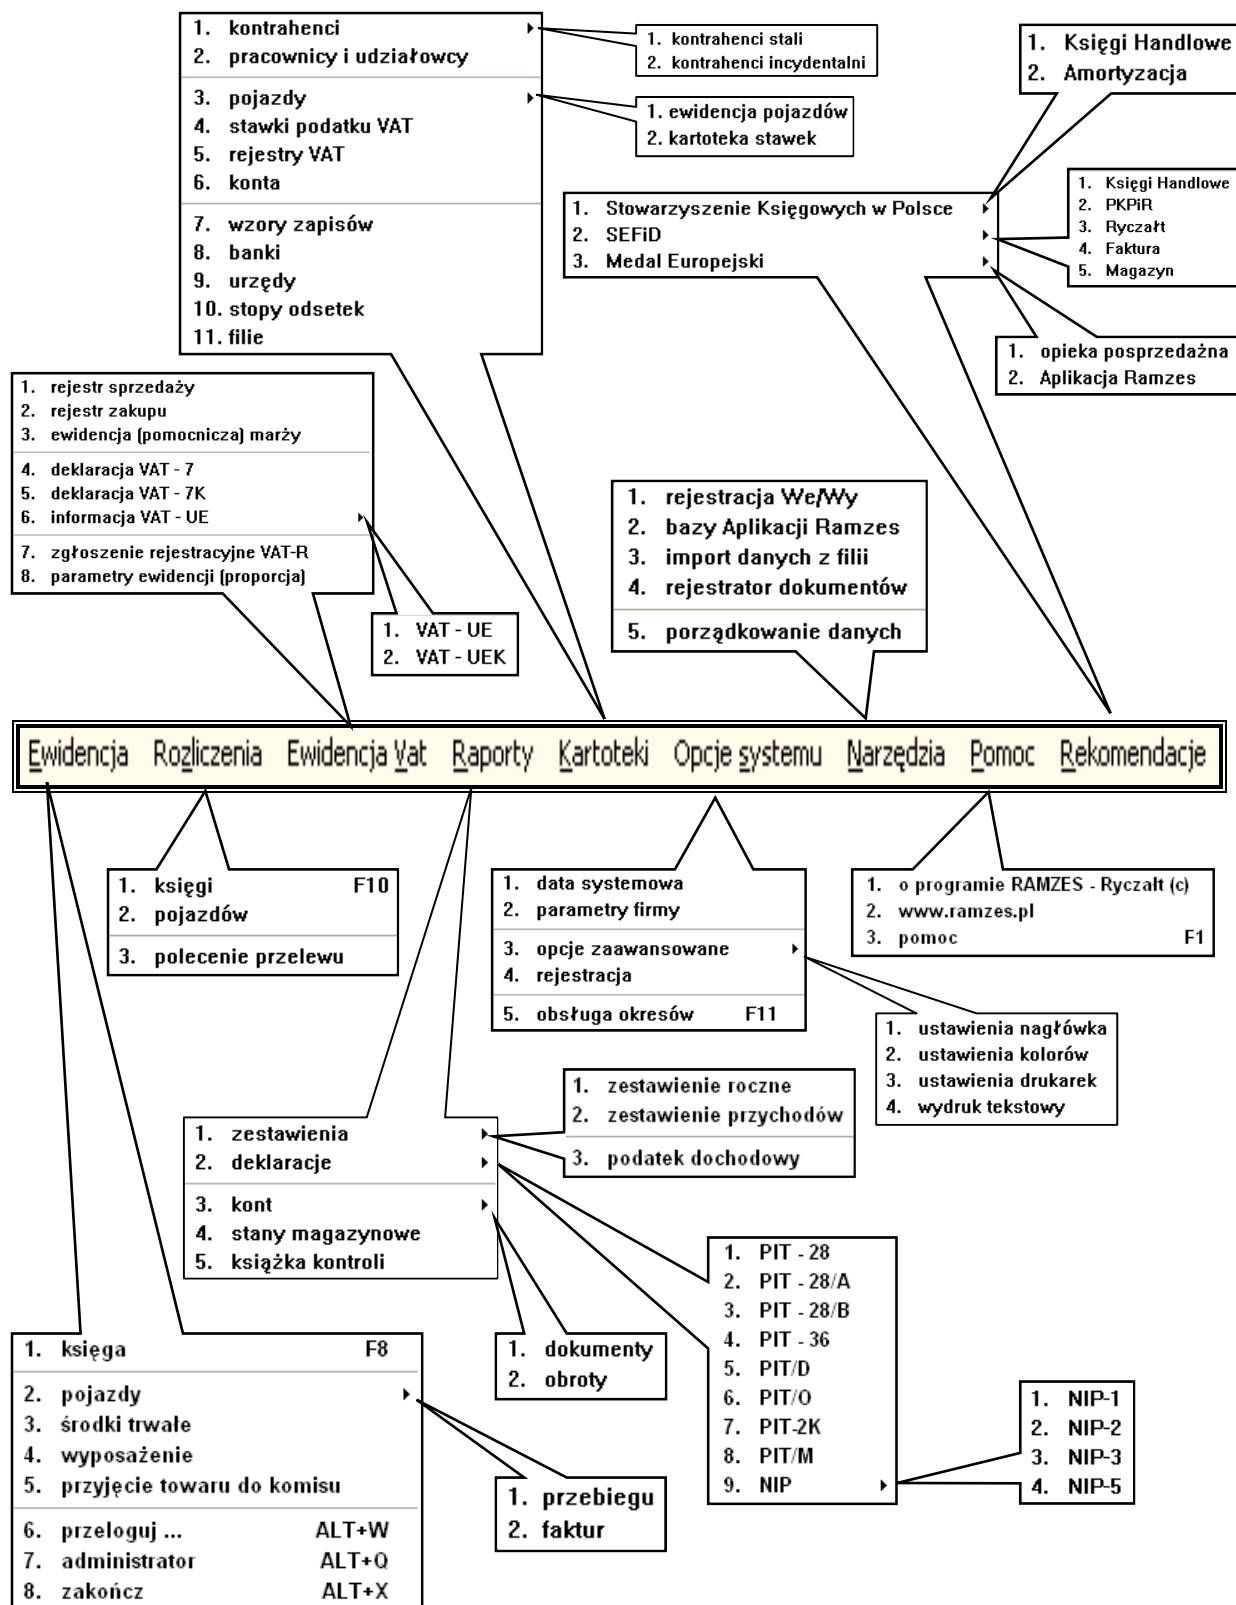 1. kontrahenci
2. pracownicy i udziałowcy
3. pojazdy
4. stawki podatku VAT
5. rejestry VAT
6. konta
7. wzory zapisów
8. banki
9. urzędy
10. stopy odsetek
11. filie
1. kontrahenci stali
2. kontrahenci incydentalni
1. ewidencja pojazdów
2. kartoteka stawek
1. Księgi Handlowe
2. Amortyzacja
1. Stowarzyszenie Księgowych w Polsce
2. SEFiD
3. Medal Europejski
1. Księgi Handlowe
2. PKPiR
3. Ryczałt
4. Faktura
5. Magazyn
1. opieka posprzedażna
2. Aplikacja Ramzes
1. rejestr sprzedaży
2. rejestr zakupu
3. ewidencja (pomocnicza) marży
4. deklaracja VAT - 7
5. deklaracja VAT - 7K
6. informacja VAT - UE
7. zgłoszenie rejestracyjne VAT-R
8. parametry ewidencji (proporcja)
1. VAT - UE
2. VAT - UEK
1. rejestracja We/Wy
2. bazy Aplikacji Ramzes
3. import danych z filii
4. rejestrator dokumentów
5. porządkowanie danych
Ewidencja Rozliczenia Ewidencja Vat Raporty Kartoteki Opcje systemu Narzędzia Pomoc Rekomendacje
1. księgi F10
2. pojazdów
3. polecenie przelewu
1. data systemowa
2. parametry firmy
3. opcje zaawansowane
4. rejestracja
5. obsługa okresów F11
1. o programie RAMZES - Ryczałt (c)
2. www.ramzes.pl
3. pomoc F1
1. ustawienia nagłówka
2. ustawienia kolorów
3. ustawienia drukarek
4. wydruk tekstowy
1. zestawienie roczne
2. zestawienie przychodów
3. podatek dochodowy
1. zestawienia
2. deklaracje
3. kont
4. stany magazynowe
5. książka kontroli
1. PIT - 28
2. PIT - 28/A
3. PIT - 28/B
4. PIT - 36
5. PIT/D
6. PIT/O
7. PIT-2K
8. PIT/M
9. NIP
1. dokumenty
2. obroty
1. NIP-1
2. NIP-2
3. NIP-3
4. NIP-5
1. księga F8
2. pojazdy
3. środki trwałe
4. wyposażenie
5. przyjęcie towaru do komisu
6. przeloguj ... ALT+W
7. administrator ALT+Q
8. zakończ ALT+X
1. przebiegu
2. faktur